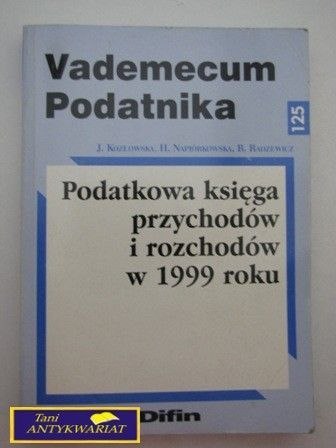 Vademecum
Podatnika
125
J. Kozłowska, H. Napiórkowska, B. Radzewicz
Podatkowa księga
przychodów
i rozchodów
w 1999 roku
Difin
Tani
ANTYKWARIAT